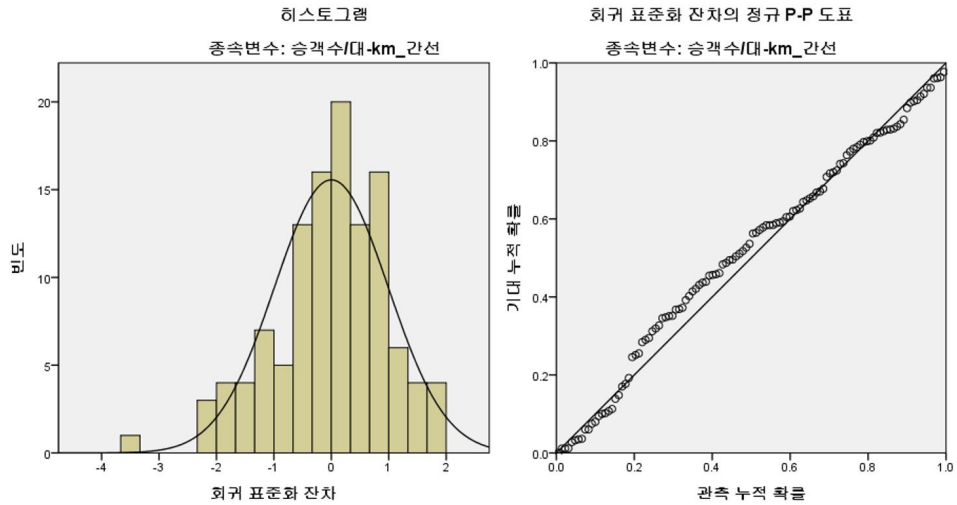 히스토그램
종속변수: 승객수/대-km_간선
빈도
20
15
10
5
0
-4 -3 -2 -1 0 1 2
회귀 표준화 잔차
회귀 표준화 잔차의 정규 P-P 도표
종속변수: 승객수/대-km_간선
기대 누적 확률
1.0
0.8
0.6
0.4
0.2
0.0
0.0 0.2 0.4 0.6 0.8 1.0
관측 누적 확률